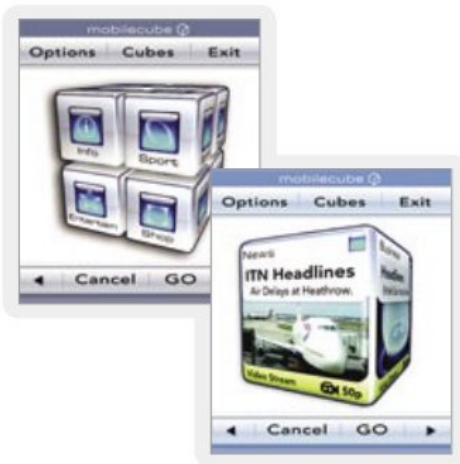 mobilecube
Options Cubes Exit
Info
Sport
Entertain
Shop
Cancel GO
mobilecube
Options Cubes Exit
News
ITN Headlines
Air Delays at Heathrow.
Video Stream
50p
Headlines
Cancel GO